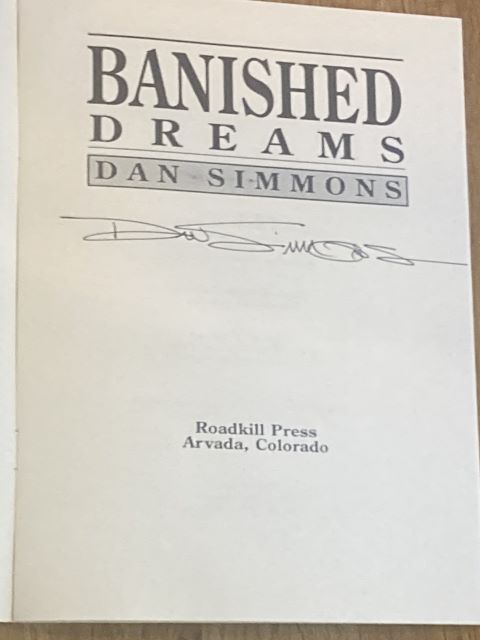 BANISHED
DREAMS
DAN SIMMONS
Dan Simmons
Roadkill Press
Arvada, Colorado